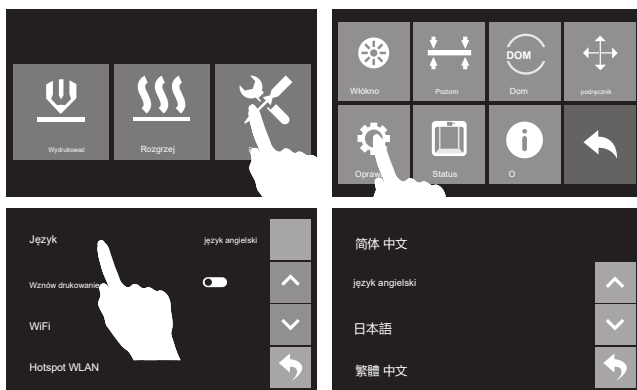 Wydrukować
Rozgrzej
Włókno
Poziom
DOM
Dom
podręcznik
Opraw
Status
O
Język
język angielski
Wznów drukowanie
WiFi
Hotspot WLAN
简体 中文
język angielski
日本語
繁體 中文